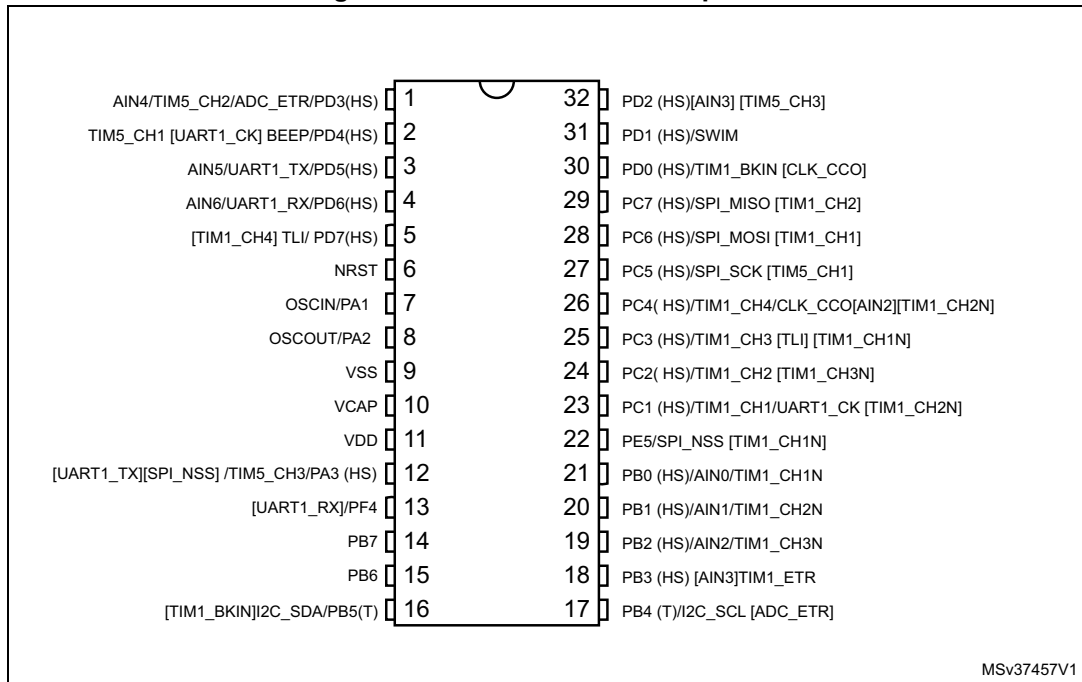 AIN4/TIM5_CH2/ADC_ETR/PD3(HS) 1 32 PD2 (HS)[AIN3] [TIM5_CH3]
TIM5_CH1 [UART1_CK] BEEP/PD4(HS) 2 31 PD1 (HS)/SWIM
AIN5/UART1_TX/PD5(HS) 3 30 PD0 (HS)/TIM1_BKIN [CLK_CCO]
AIN6/UART1_RX/PD6(HS) 4 29 PC7 (HS)/SPI_MISO [TIM1_CH2]
[TIM1_CH4] TLI/ PD7(HS) 5 28 PC6 (HS)/SPI_MOSI [TIM1_CH1]
NRST 6 27 PC5 (HS)/SPI_SCK [TIM5_CH1]
OSCIN/PA1 7 26 PC4( HS)/TIM1_CH4/CLK_CCO[AIN2][TIM1_CH2N]
OSCOUT/PA2 8 25 PC3 (HS)/TIM1_CH3 [TLI] [TIM1_CH1N]
VSS 9 24 PC2( HS)/TIM1_CH2 [TIM1_CH3N]
VCAP 10 23 PC1 (HS)/TIM1_CH1/UART1_CK [TIM1_CH2N]
VDD 11 22 PE5/SPI_NSS [TIM1_CH1N]
[UART1_TX][SPI_NSS] /TIM5_CH3/PA3 (HS) 12 21 PB0 (HS)/AIN0/TIM1_CH1N
[UART1_RX]/PF4 13 20 PB1 (HS)/AIN1/TIM1_CH2N
PB7 14 19 PB2 (HS)/AIN2/TIM1_CH3N
PB6 15 18 PB3 (HS) [AIN3]TIM1_ETR
[TIM1_BKIN]I2C_SDA/PB5(T) 16 17 PB4 (T)/I2C_SCL [ADC_ETR]
MSv37457V1